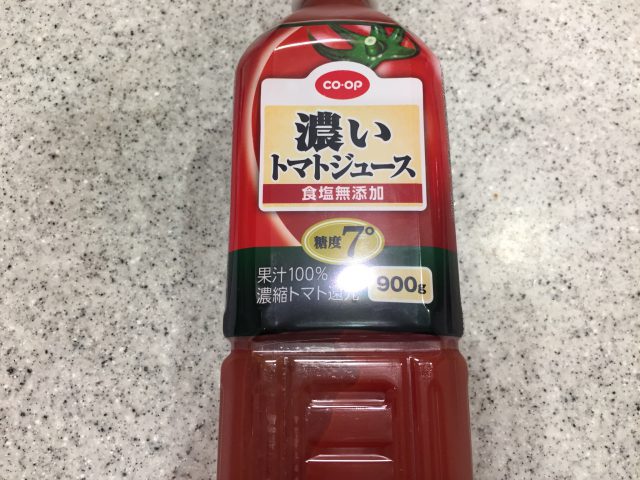 CO·OP
濃い
トマトジュース
食塩無添加
糖度7°
果汁100%
濃縮トマト還元
900g